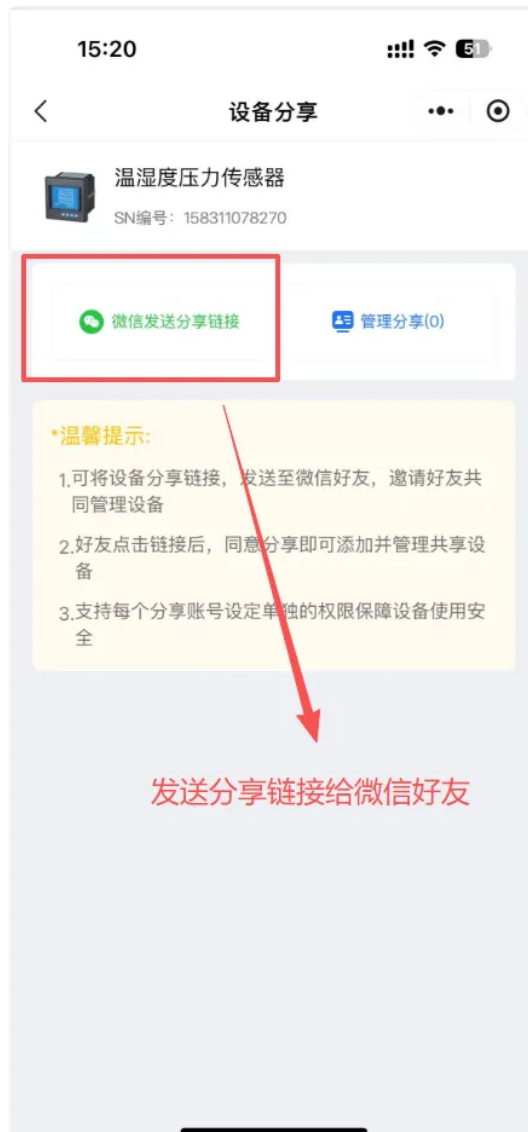 15:20
51
设备分享
温湿度压力传感器
SN编号：158311078270
微信发送分享链接
管理分享(0)
*温馨提示:
1.可将设备分享链接，发送至微信好友，邀请好友共
同管理设备
2.好友点击链接后，同意分享即可添加并管理共享设
备
3.支持每个分享账号设定单独的权限保障设备使用安
全
发送分享链接给微信好友